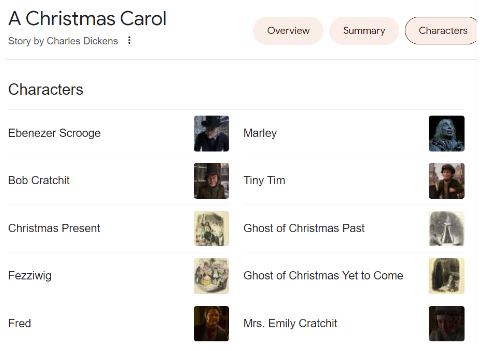 A Christmas Carol
Story by Charles Dickens
Overview
Summary
Characters
Characters
Ebenezer Scrooge
Marley
Bob Cratchit
Tiny Tim
Christmas Present
Ghost of Christmas Past
Fezziwig
Ghost of Christmas Yet to Come
Fred
Mrs. Emily Cratchit